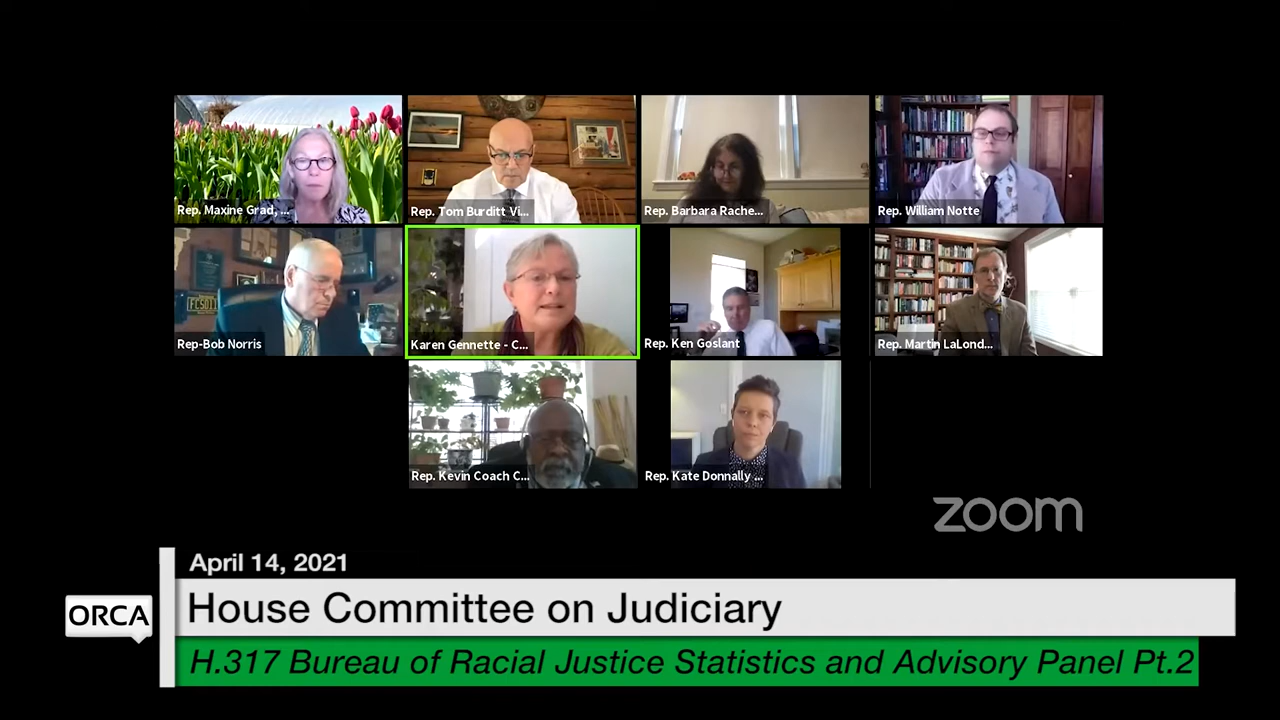 Rep. Maxine Grad, ...
Rep. Tom Burditt Vi...
Rep. Barbara Rache...
Rep. William Notte
Rep-Bob Norris
Karen Gennette - C...
Rep. Ken Goslant
Rep. Martin LaLond...
Rep. Kevin Coach C...
Rep. Kate Donnally ...
zoom
April 14, 2021
ORCA
House Committee on Judiciary
H.317 Bureau of Racial Justice Statistics and Advisory Panel Pt.2